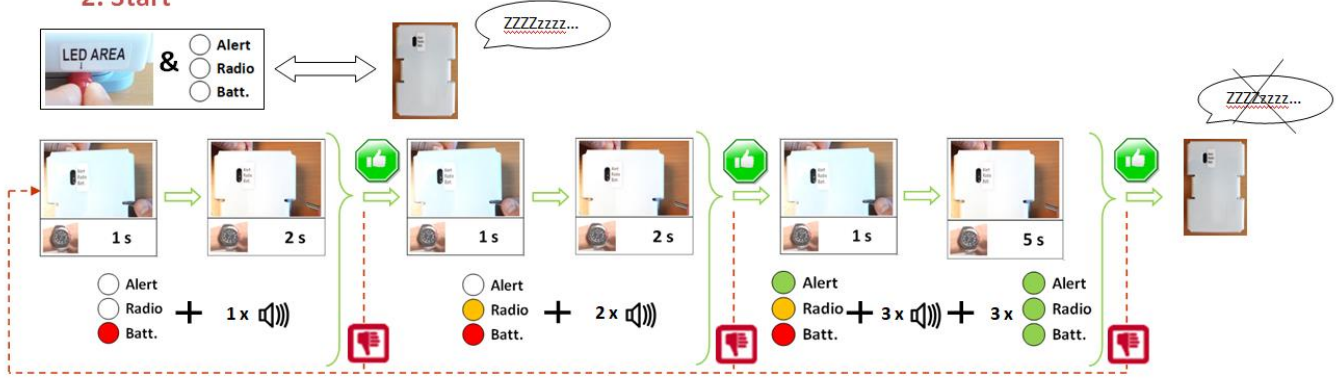 2. Start
LED AREA
&
Alert
Radio
Batt.
ZZZZzzzz...
ZZZZzzzz...
1 s
2 s
1 s
2 s
1 s
5 s
Alert
Radio
Batt.
+ 1 x
Alert
Radio
Batt.
+ 2 x
Alert
Radio
Batt.
+ 3 x + 3 x
Alert
Radio
Batt.